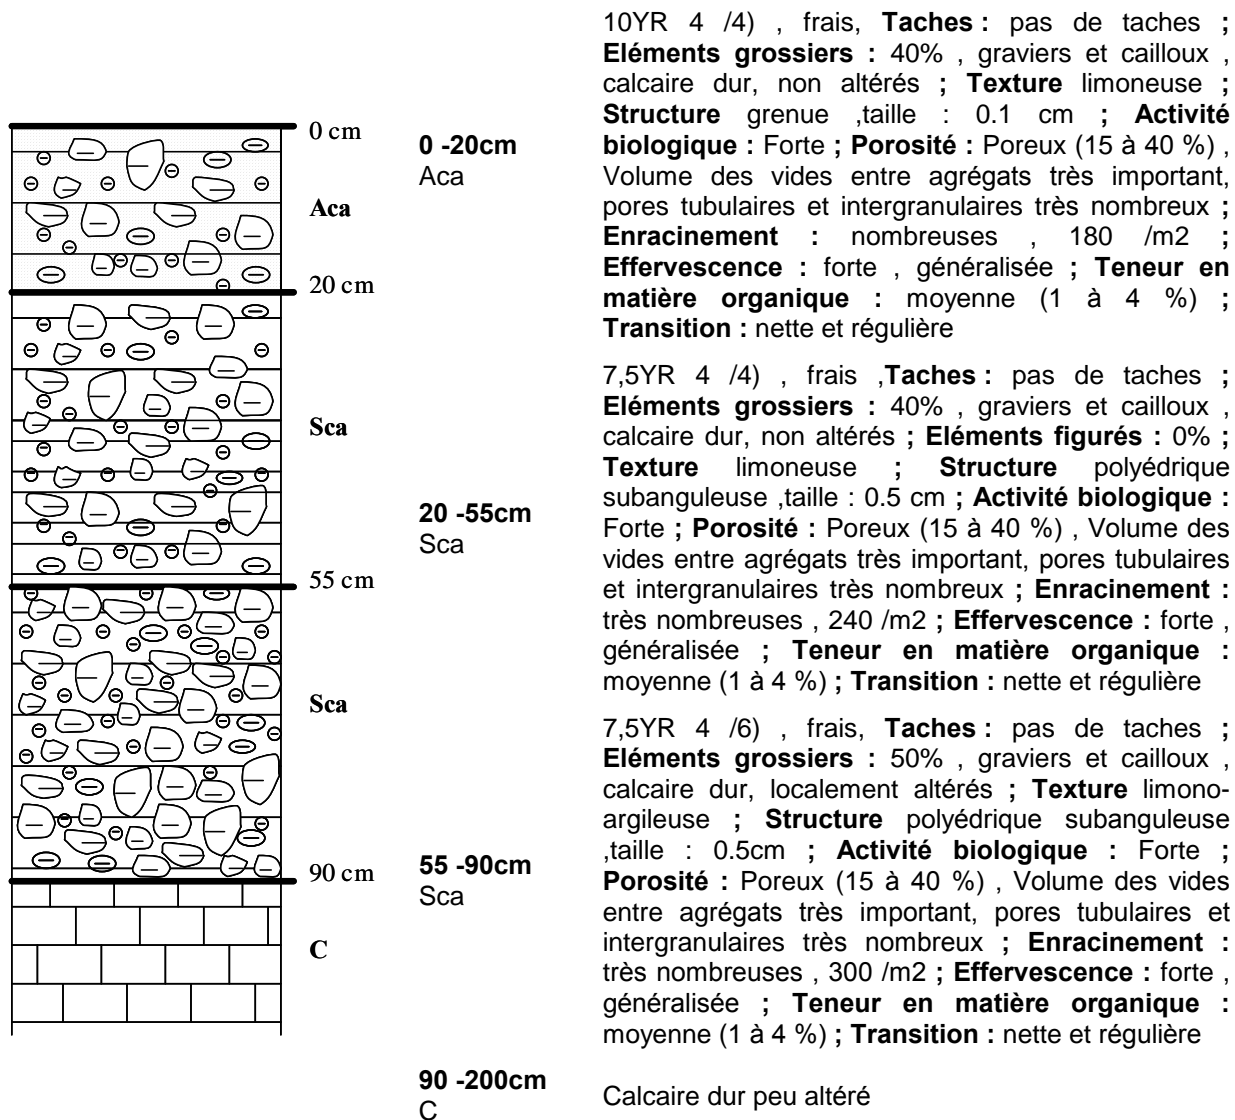 0 cm
Aca
20 cm
Sca
55 cm
Sca
90 cm
C
0 -20cm
Aca
10YR 4 /4) , frais, Taches : pas de taches ;
Eléments grossiers : 40% , graviers et cailloux ,
calcaire dur, non altérés ; Texture limoneuse ;
Structure grenue ,taille : 0.1 cm ; Activité
biologique : Forte ; Porosité : Poreux (15 à 40 %) ,
Volume des vides entre agrégats très important,
pores tubulaires et intergranulaires très nombreux ;
Enracinement : nombreuses , 180 /m2 ;
Effervescence : forte , généralisée ; Teneur en
matière organique : moyenne (1 à 4 %) ;
Transition : nette et régulière
20 -55cm
Sca
7,5YR 4 /4) , frais ,Taches : pas de taches ;
Eléments grossiers : 40% , graviers et cailloux ,
calcaire dur, non altérés ; Eléments figurés : 0% ;
Texture limoneuse ; Structure polyédrique
subanguleuse ,taille : 0.5 cm ; Activité biologique :
Forte ; Porosité : Poreux (15 à 40 %) , Volume des
vides entre agrégats très important, pores tubulaires
et intergranulaires très nombreux ; Enracinement :
très nombreuses , 240 /m2 ; Effervescence : forte ,
généralisée ; Teneur en matière organique :
moyenne (1 à 4 %) ; Transition : nette et régulière
55 -90cm
Sca
7,5YR 4 /6) , frais, Taches : pas de taches ;
Eléments grossiers : 50% , graviers et cailloux ,
calcaire dur, localement altérés ; Texture limono-
argileuse ; Structure polyédrique subanguleuse
,taille : 0.5cm ; Activité biologique : Forte ;
Porosité : Poreux (15 à 40 %) , Volume des vides
entre agrégats très important, pores tubulaires et
intergranulaires très nombreux ; Enracinement :
très nombreuses , 300 /m2 ; Effervescence : forte ,
généralisée ; Teneur en matière organique :
moyenne (1 à 4 %) ; Transition : nette et régulière
90 -200cm
C
Calcaire dur peu altéré